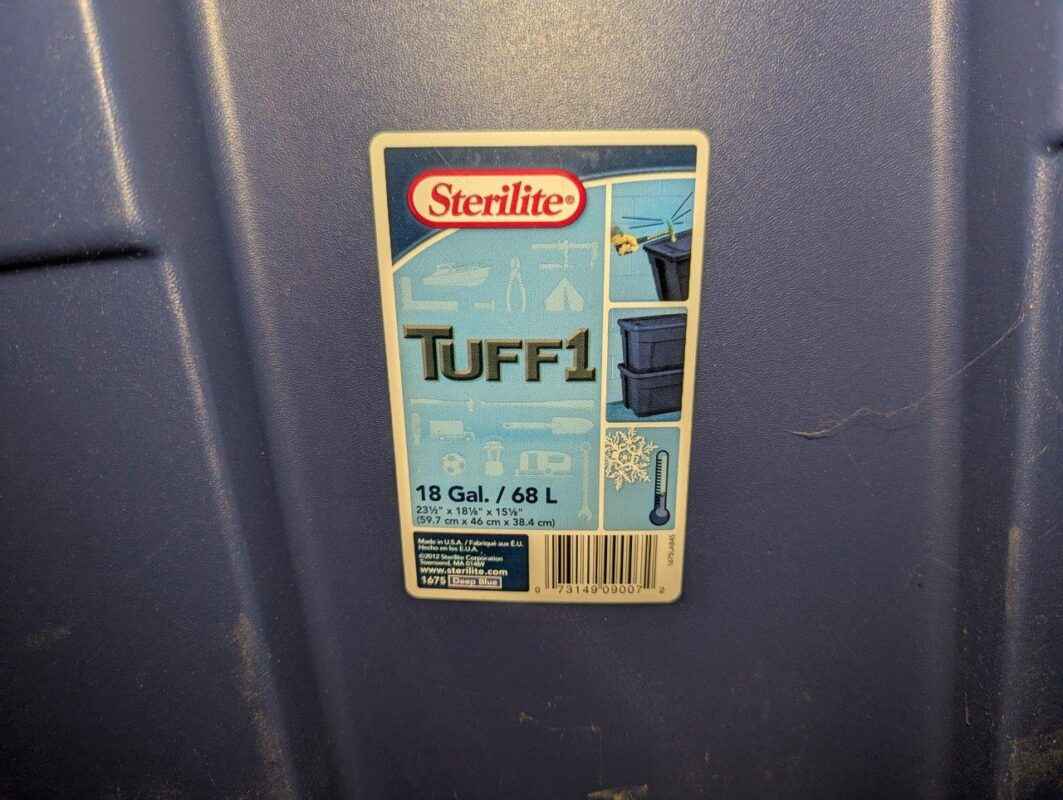 Sterilite®
TUFF1
18 Gal. / 68 L
23½" x 18⅛" x 15⅛"
(59.7 cm x 46 cm x 38.4 cm)
Made in U.S.A. / Fabriqué aux É.U.
Hecho en los E.U.A.
©2012 Sterilite Corporation
Townsend, MA 01469
www.sterilite.com
1675 Deep Blue
0 73149 09007 2